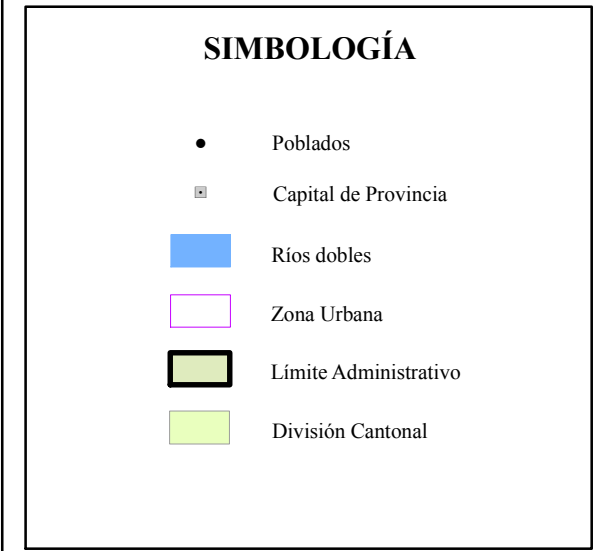 SIMBOLOGÍA
Poblados
Capital de Provincia
Ríos dobles
Zona Urbana
Límite Administrativo
División Cantonal